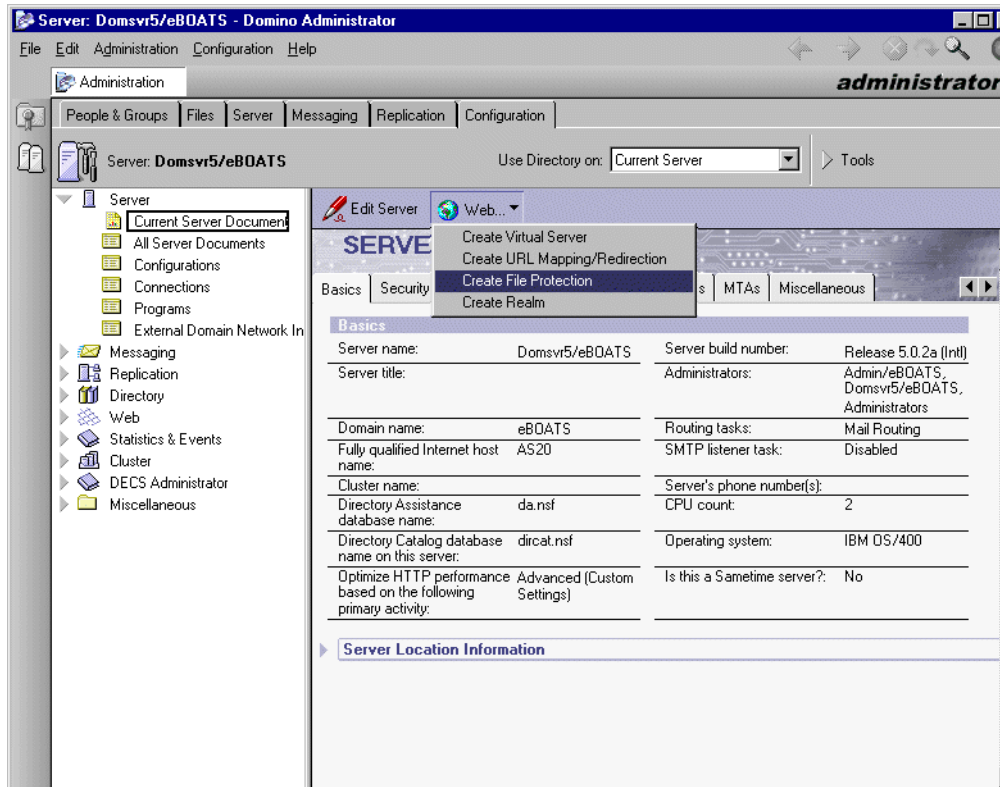 Server: Domsvr5/eBOATS - Domino Administrator
File Edit Administration Configuration Help
Administration
administrator
People & Groups Files Server Messaging Replication Configuration
Server: Domsvr5/eBOATS
Use Directory on: Current Server
Tools
Server
Current Server Document
All Server Documents
Configurations
Connections
Programs
External Domain Network In
Messaging
Replication
Directory
Web
Statistics & Events
Cluster
DECS Administrator
Miscellaneous
Edit Server Web...
Create Virtual Server
Create URL Mapping/Redirection
Create File Protection
Create Realm
SERVE
Basics Security s MTAs Miscellaneous
Basics
Server name: Domsvr5/eBOATS Server build number: Release 5.0.2a (Intl)
Server title: Administrators: Admin/eBOATS,
Domsvr5/eBOATS,
Administrators
Domain name: eBOATS Routing tasks: Mail Routing
Fully qualified Internet host AS20 SMTP listener task: Disabled
name:
Cluster name: Server's phone number(s):
Directory Assistance da.nsf CPU count: 2
database name:
Directory Catalog database dircat.nsf Operating system: IBM OS/400
name on this server:
Optimize HTTP performance Advanced (Custom Is this a Sametime server?: No
based on the following Settings)
primary activity:
Server Location Information